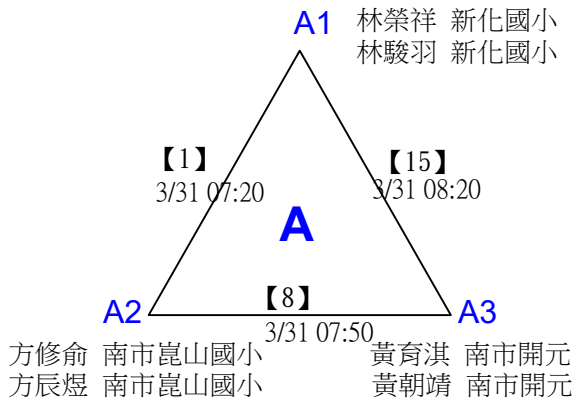 A1 林榮祥 新化國小
林駿羽 新化國小
【1】
3/31 07:20
【15】
3/31 08:20
A
【8】
3/31 07:50
A2
A3
方修俞 南市崑山國小
方辰煜 南市崑山國小
黃育淇 南市開元
黃朝靖 南市開元